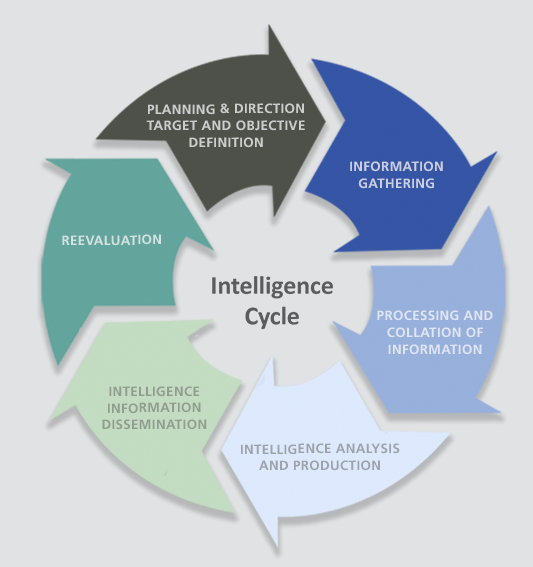 PLANNING & DIRECTION
TARGET AND OBJECTIVE
DEFINITION
INFORMATION
GATHERING
PROCESSING AND
COLLATION OF
INFORMATION
INTELLIGENCE ANALYSIS
AND PRODUCTION
INTELLIGENCE
INFORMATION
DISSEMINATION
REEVALUATION
Intelligence
Cycle